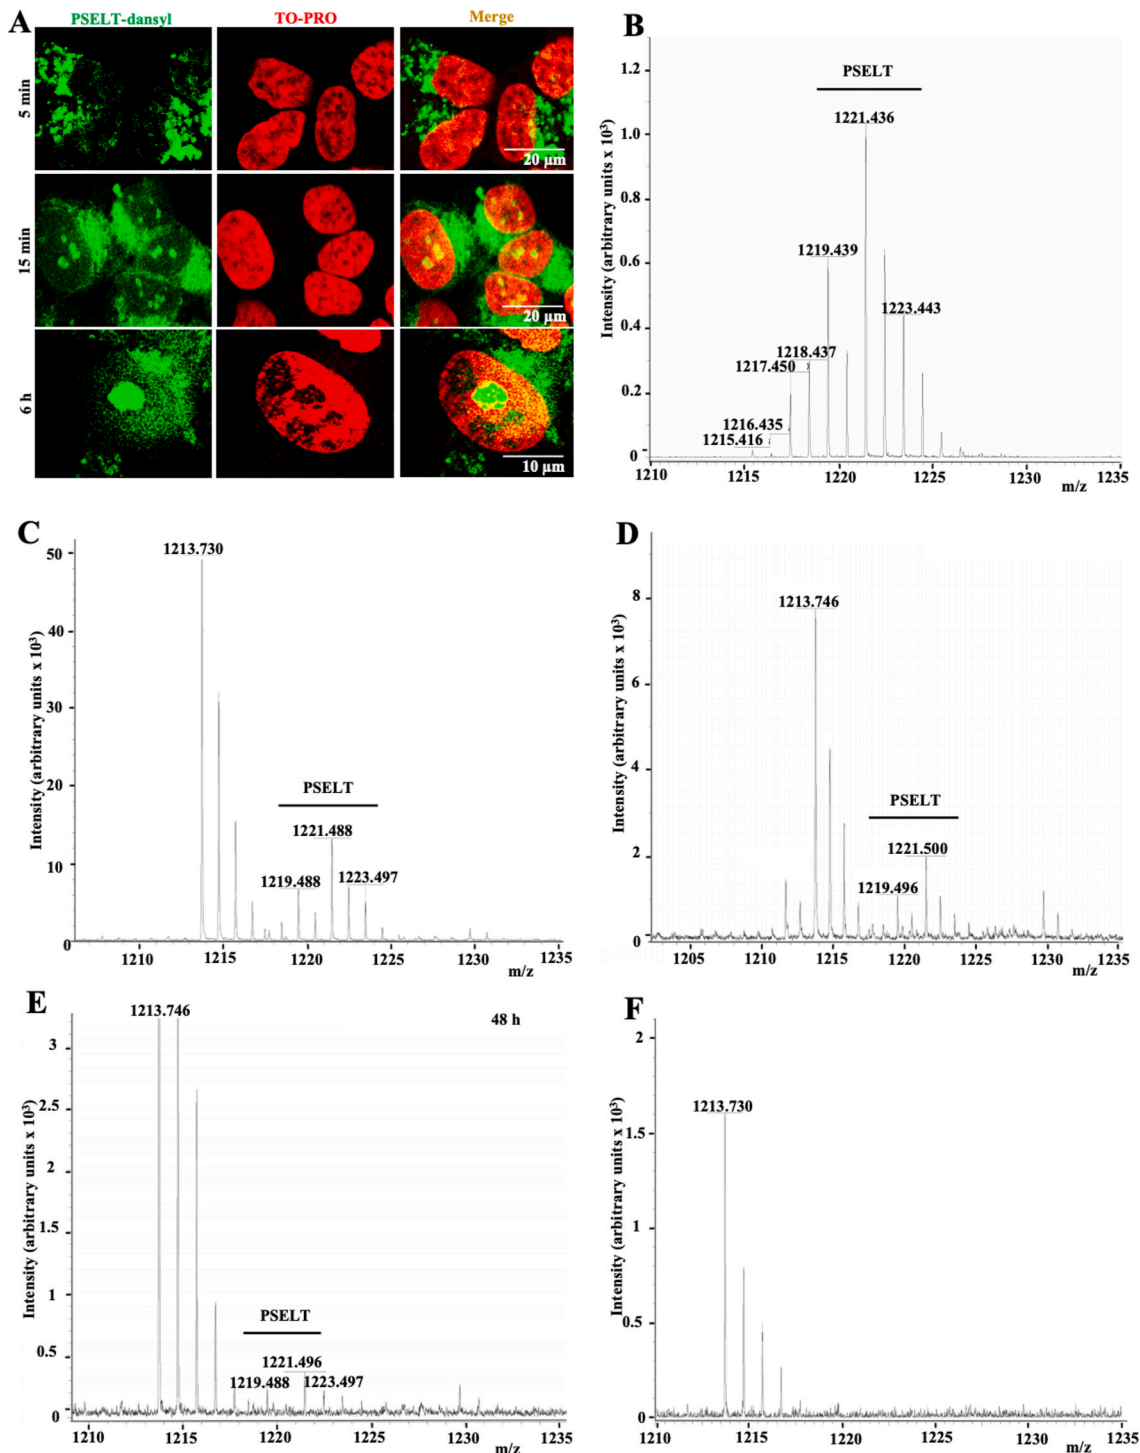 A
PSELT-dansyl
TO-PRO
Merge
5 min
20 µm
15 min
20 µm
6 h
10 µm
B
Intensity (arbitrary units x 10³)
1.2
1.0
0.8
0.6
0.4
0.2
0
PSELT
1221.436
1219.439
1223.443
1218.437
1217.450
1216.435
1215.416
1210 1215 1220 1225 1230 1235
m/z
C
Intensity (arbitrary units x 10³)
50
40
30
20
10
0
1213.730
PSELT
1221.488
1219.488
1223.497
1210 1215 1220 1225 1230 1235
m/z
D
Intensity (arbitrary units x 10³)
8
6
4
2
0
1213.746
PSELT
1221.500
1219.496
1205 1210 1215 1220 1225 1230 1235
m/z
E
48 h
Intensity (arbitrary units x 10³)
3
2.5
2
1.5
1
0.5
0
1213.746
PSELT
1221.496
1219.488
1223.497
1210 1215 1220 1225 1230 1235
m/z
F
Intensity (arbitrary units x 10³)
2
1.5
1
0.5
0
1213.730
1210 1215 1220 1225 1230 1235
m/z